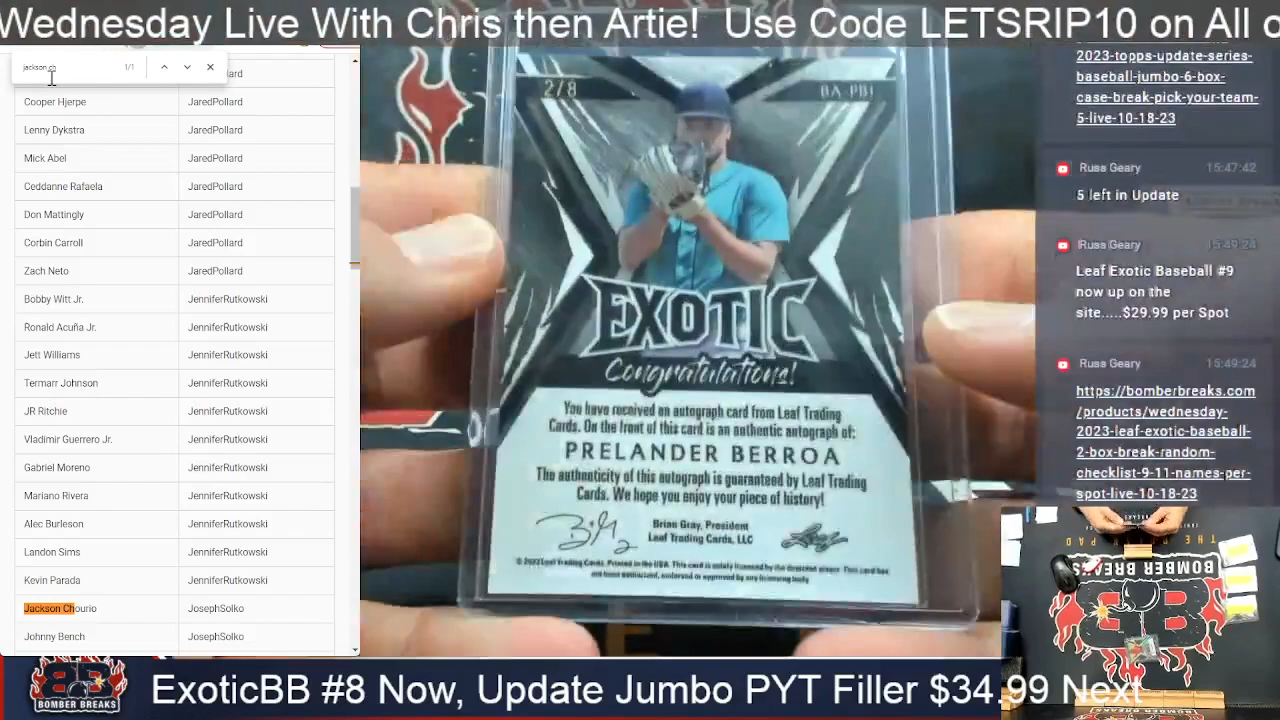 Wednesday Live With Chris then Artie!  Use Code LETSRIP10 on All o
jackson ch
1/1
Cooper Hjerpe JaredPollard
Lenny Dykstra JaredPollard
Mick Abel JaredPollard
Ceddanne Rafaela JaredPollard
Don Mattingly JaredPollard
Corbin Carroll JaredPollard
Zach Neto JaredPollard
Bobby Witt Jr. JenniferRutkowski
Ronald Acuña Jr. JenniferRutkowski
Jett Williams JenniferRutkowski
Termarr Johnson JenniferRutkowski
JR Ritchie JenniferRutkowski
Vladimir Guerrero Jr. JenniferRutkowski
Gabriel Moreno JenniferRutkowski
Mariano Rivera JenniferRutkowski
Alec Burleson JenniferRutkowski
Landon Sims JenniferRutkowski
Kevin Parada JenniferRutkowski
Jackson Chourio JosephSolko
Johnny Bench JosephSolko
2/8
BA-PB1
EXOTIC
Congratulations!
You have received an autograph card from Leaf Trading
Cards. On the front of this card is an authentic autograph of:
PRELANDER BERROA
The authenticity of this autograph is guaranteed by Leaf Trading
Cards. We hope you enjoy your piece of history!
Brian Gray, President
Leaf Trading Cards, LLC
Leaf
2023-topps-update-series-
baseball-jumbo-6-box-
case-break-pick-your-team-
5-live-10-18-23
Russ Geary 15:47:42
5 left in Update
Russ Geary 15:49:24
Leaf Exotic Baseball #9
now up on the
site.....$29.99 per Spot
Russ Geary 15:49:24
https://bomberbreaks.com
/products/wednesday-
2023-leaf-exotic-baseball-
2-box-break-random-
checklist-9-11-names-per-
spot-live-10-18-23
BOMBER BREAKS
BB
BOMBER BREAKS
ExoticBB #8 Now, Update Jumbo PYT Filler $34.99 Next